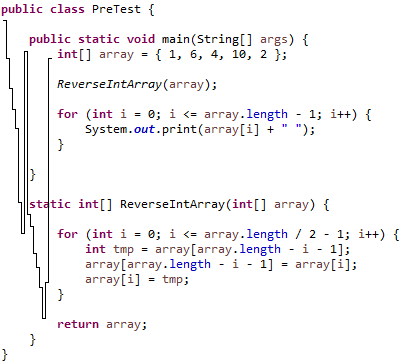 public class PreTest {
public static void main(String[] args) {
int[] array = { 1, 6, 4, 10, 2 };
ReverseIntArray(array);
for (int i = 0; i <= array.length - 1; i++) {
System.out.print(array[i] + " ");
}
}
static int[] ReverseIntArray(int[] array) {
for (int i = 0; i <= array.length / 2 - 1; i++) {
int tmp = array[array.length - i - 1];
array[array.length - i - 1] = array[i];
array[i] = tmp;
}
return array;
}
}